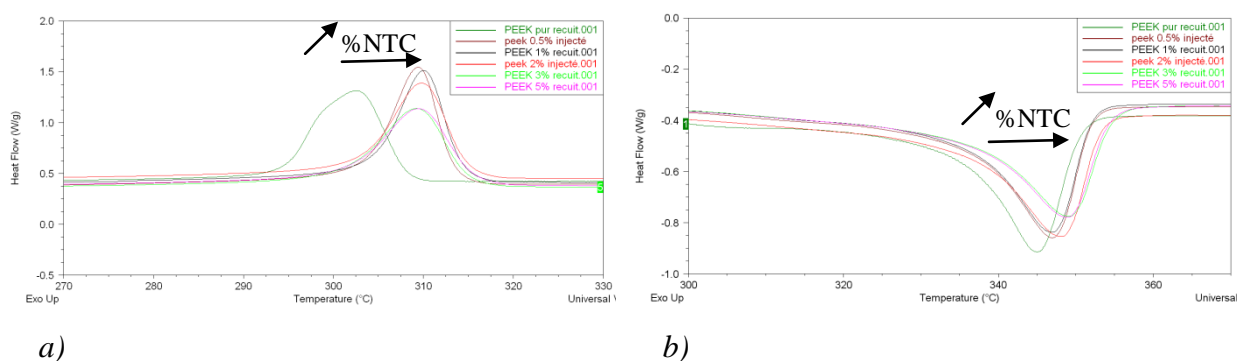 2.0
1.5
1.0
0.5
0.0
-0.5
Heat Flow (W/g)
%NTC
PEEK pur recuit.001
peek 0.5% injecté
PEEK 1% recuit.001
peek 2% injecté.001
PEEK 3% recuit.001
PEEK 5% recuit.001
270 280 290 300 310 320 330
Exo Up Temperature (°C) Universal
a)
0.0
-0.2
-0.4
-0.6
-0.8
-1.0
Heat Flow (W/g)
%NTC
PEEK pur recuit.001
peek 0.5% injecté
PEEK 1% recuit.001
peek 2% injecté.001
PEEK 3% recuit.001
PEEK 5% recuit.001
300 320 340 360
Exo Up Temperature (°C) Universal
b)